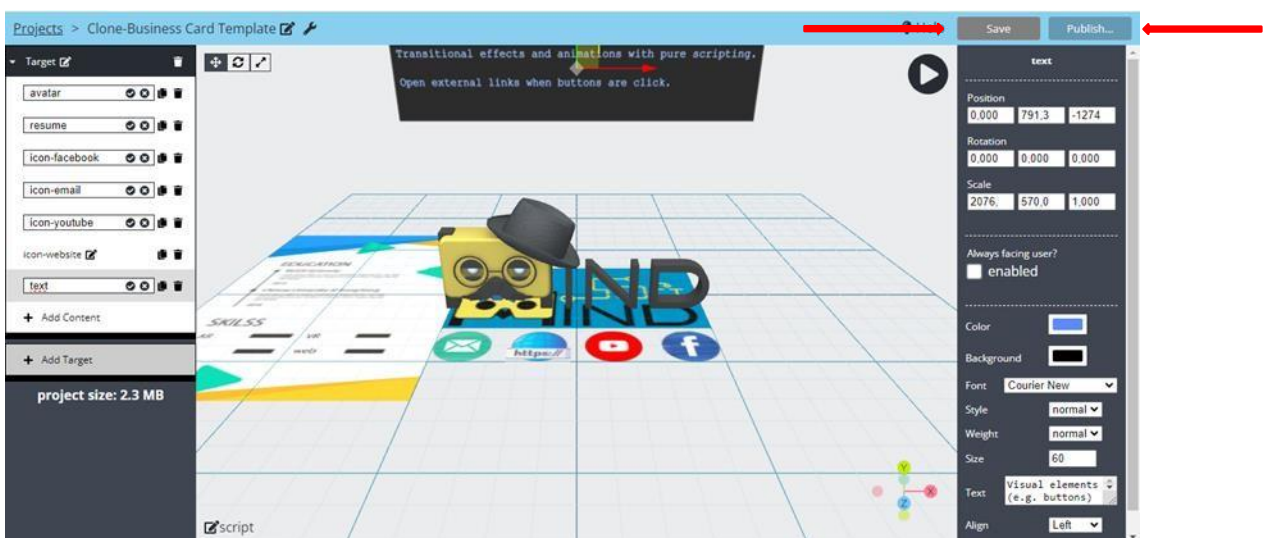 Projects > Clone-Business Card Template
Save
Publish...
Target
avatar
resume
icon-facebook
icon-email
icon-youtube
icon-website
text
+ Add Content
+ Add Target
project size: 2.3 MB
Transitional effects and animations with pure scripting.
Open external links when buttons are click.
EDUCATION
SKILSS
VR
web
IND
https://
Y
X
Z
script
text
Position
0,000 791,3 -1274
Rotation
0,000 0,000 0,000
Scale
2076, 570,0 1,000
Always facing user?
enabled
Color
Background
Font Courier New
Style normal
Weight normal
Size 60
Text Visual elements
(e.g. buttons)
Align Left